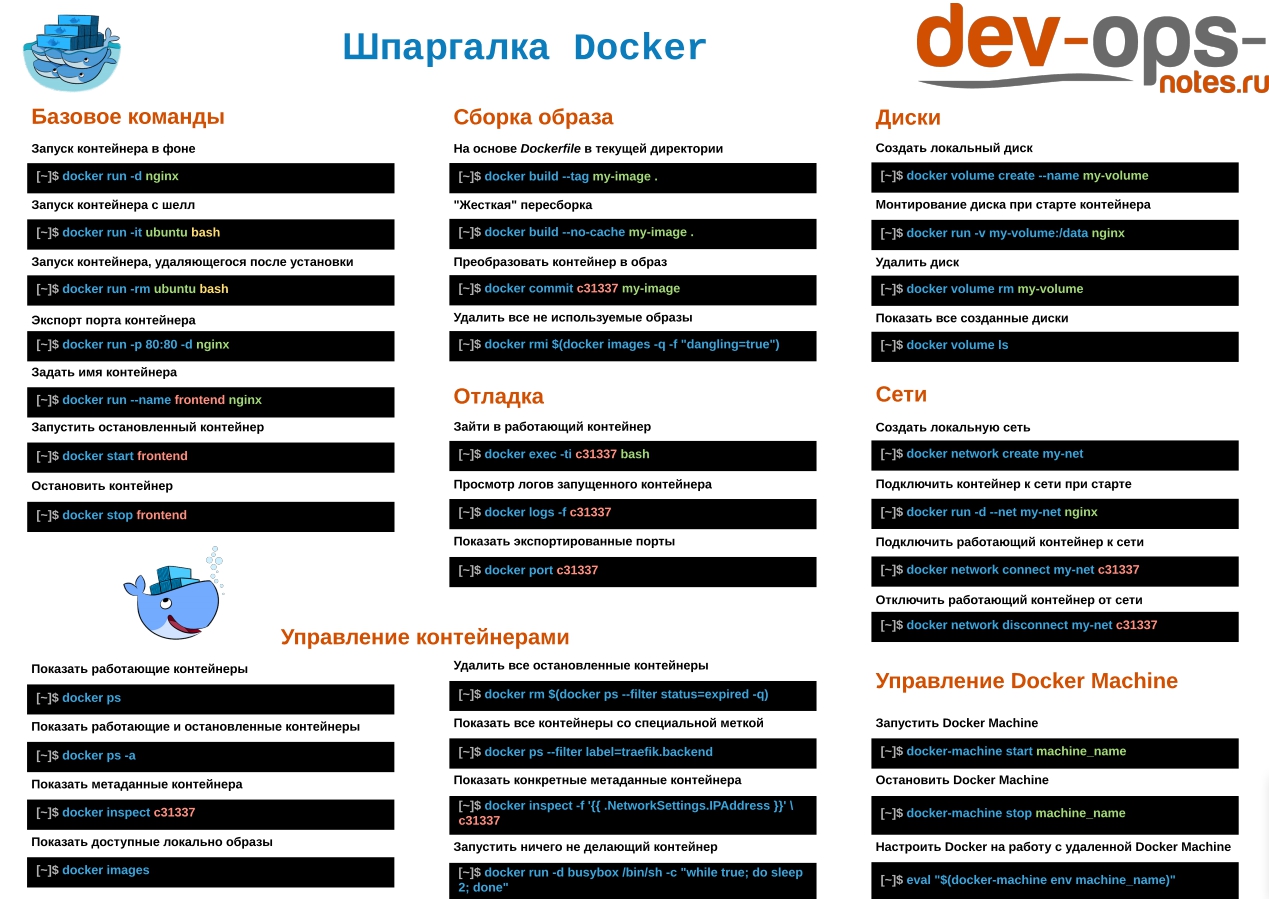 Шпаргалка Docker
dev-ops-
notes.ru
Базовое команды
Запуск контейнера в фоне
[~]$ docker run -d nginx
Запуск контейнера с шелл
[~]$ docker run -it ubuntu bash
Запуск контейнера, удаляющегося после установки
[~]$ docker run -rm ubuntu bash
Экспорт порта контейнера
[~]$ docker run -p 80:80 -d nginx
Задать имя контейнера
[~]$ docker run --name frontend nginx
Запустить остановленный контейнер
[~]$ docker start frontend
Остановить контейнер
[~]$ docker stop frontend
Сборка образа
На основе Dockerfile в текущей директории
[~]$ docker build --tag my-image .
"Жесткая" пересборка
[~]$ docker build --no-cache my-image .
Преобразовать контейнер в образ
[~]$ docker commit c31337 my-image
Удалить все не используемые образы
[~]$ docker rmi $(docker images -q -f "dangling=true")
Отладка
Зайти в работающий контейнер
[~]$ docker exec -ti c31337 bash
Просмотр логов запущенного контейнера
[~]$ docker logs -f c31337
Показать экспортированные порты
[~]$ docker port c31337
Диски
Создать локальный диск
[~]$ docker volume create --name my-volume
Монтирование диска при старте контейнера
[~]$ docker run -v my-volume:/data nginx
Удалить диск
[~]$ docker volume rm my-volume
Показать все созданные диски
[~]$ docker volume ls
Сети
Создать локальную сеть
[~]$ docker network create my-net
Подключить контейнер к сети при старте
[~]$ docker run -d --net my-net nginx
Подключить работающий контейнер к сети
[~]$ docker network connect my-net c31337
Отключить работающий контейнер от сети
[~]$ docker network disconnect my-net c31337
Управление контейнерами
Показать работающие контейнеры
[~]$ docker ps
Показать работающие и остановленные контейнеры
[~]$ docker ps -a
Показать метаданные контейнера
[~]$ docker inspect c31337
Показать доступные локально образы
[~]$ docker images
Удалить все остановленные контейнеры
[~]$ docker rm $(docker ps --filter status=expired -q)
Показать все контейнеры со специальной меткой
[~]$ docker ps --filter label=traefik.backend
Показать конкретные метаданные контейнера
[~]$ docker inspect -f '{{ .NetworkSettings.IPAddress }}' \
c31337
Запустить ничего не делающий контейнер
[~]$ docker run -d busybox /bin/sh -c "while true; do sleep
2; done"
Управление Docker Machine
Запустить Docker Machine
[~]$ docker-machine start machine_name
Остановить Docker Machine
[~]$ docker-machine stop machine_name
Настроить Docker на работу с удаленной Docker Machine
[~]$ eval "$(docker-machine env machine_name)"